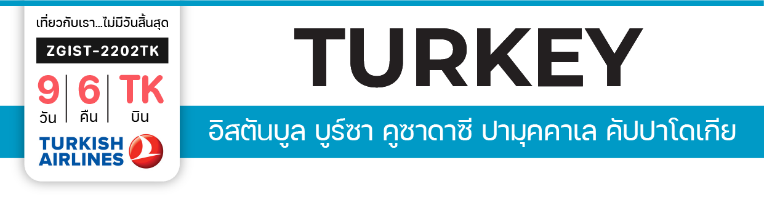 เที่ยวกับเรา...ไม่มีวันสิ้นสุด
ZGIST-2202TK
9 6 TK
วัน คืน บิน
TURKISH
AIRLINES
TURKEY
อิสตันบูล บูร์ซา คูซาดาซี ปามุคคาเล คัปปาโดเกีย